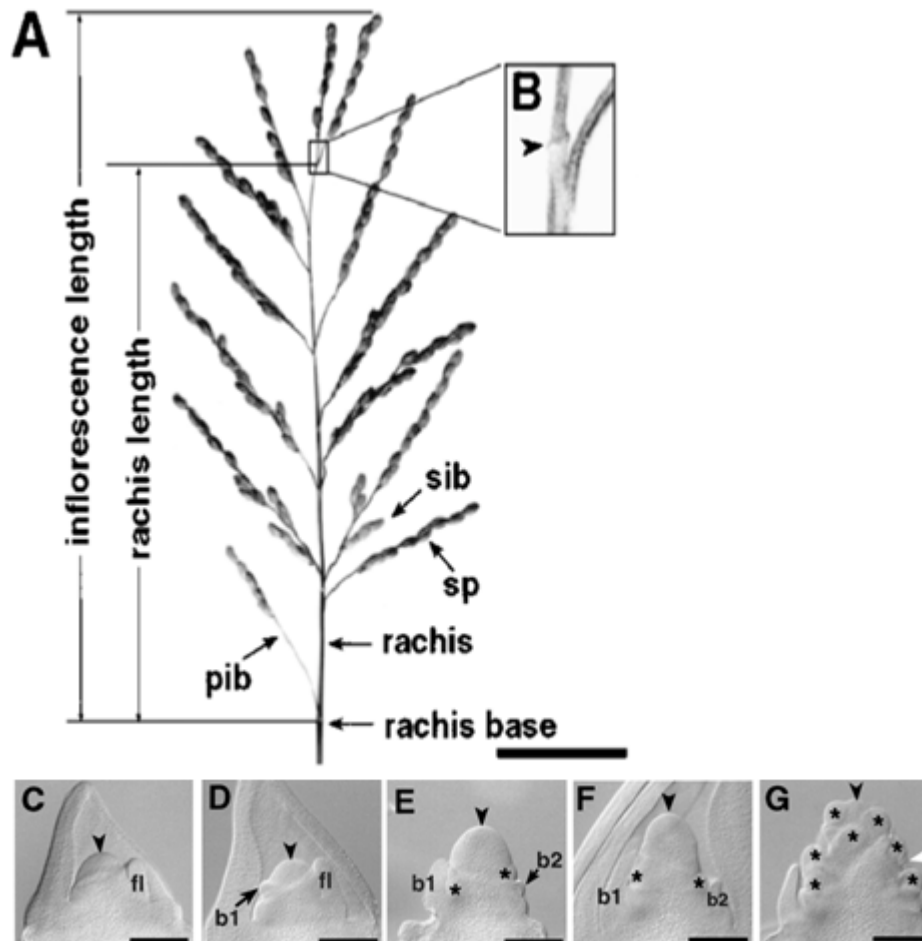 A
B
inflorescence length
rachis length
sib
sp
rachis
pib
rachis base
C
fl
D
b1
fl
E
b1
*
*
b2
F
b1
*
*
b2
G
*
*
*
*
*
*
*